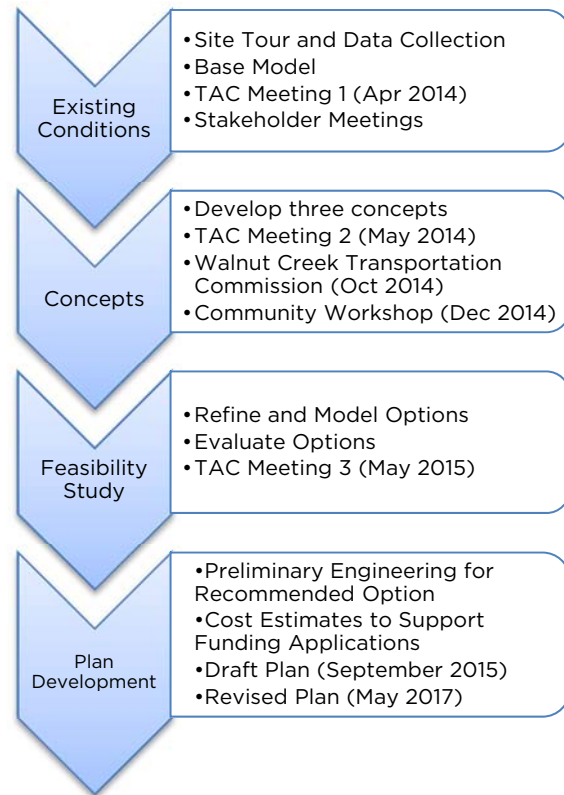 Existing
Conditions
•Site Tour and Data Collection
•Base Model
•TAC Meeting 1 (Apr 2014)
•Stakeholder Meetings
Concepts
•Develop three concepts
•TAC Meeting 2 (May 2014)
•Walnut Creek Transportation
Commission (Oct 2014)
•Community Workshop (Dec 2014)
Feasibility
Study
•Refine and Model Options
•Evaluate Options
•TAC Meeting 3 (May 2015)
Plan
Development
•Preliminary Engineering for
Recommended Option
•Cost Estimates to Support
Funding Applications
•Draft Plan (September 2015)
•Revised Plan (May 2017)